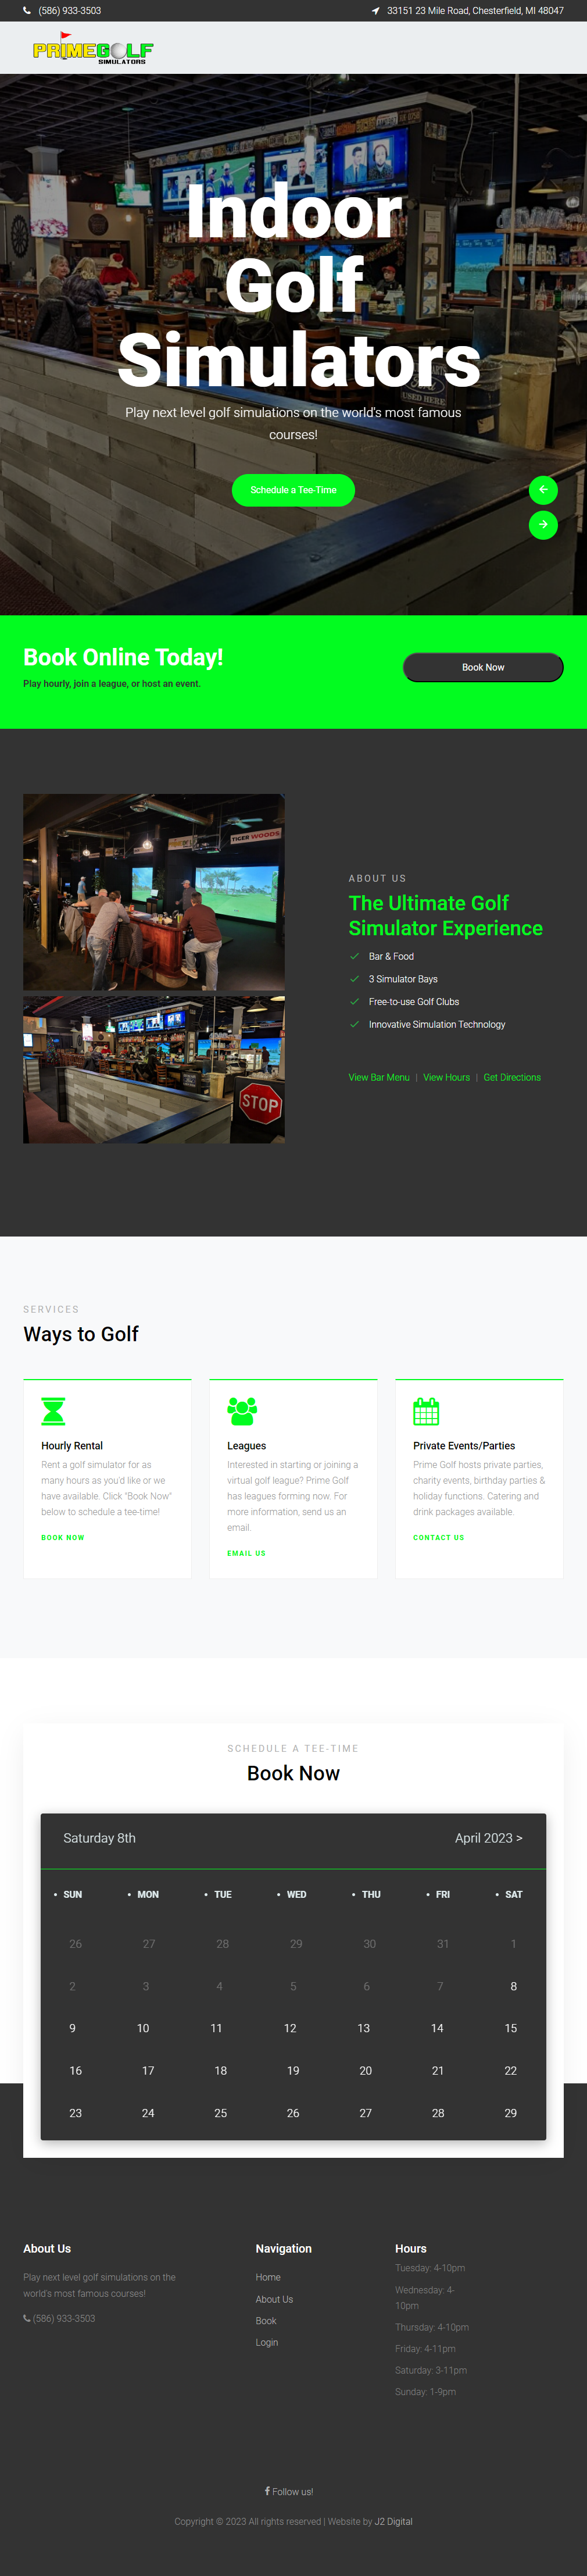 (586) 933-3503
33151 23 Mile Road, Chesterfield, MI 48047
PRIMEGOLF
SIMULATORS
Indoor
Golf
Simulators
Play next level golf simulations on the world's most famous
courses!
USED HERE
Schedule a Tee-Time
Book Online Today!
Play hourly, join a league, or host an event.
Book Now
TIGER WOODS
STOP
ABOUT US
The Ultimate Golf
Simulator Experience
Bar & Food
3 Simulator Bays
Free-to-use Golf Clubs
Innovative Simulation Technology
View Bar Menu | View Hours | Get Directions
SERVICES
Ways to Golf
Hourly Rental
Rent a golf simulator for as
many hours as you'd like or we
have available. Click "Book Now"
below to schedule a tee-time!
BOOK NOW
Leagues
Interested in starting or joining a
virtual golf league? Prime Golf
has leagues forming now. For
more information, send us an
email.
EMAIL US
Private Events/Parties
Prime Golf hosts private parties,
charity events, birthday parties &
holiday functions. Catering and
drink packages available.
CONTACT US
SCHEDULE A TEE-TIME
Book Now
Saturday 8th
April 2023 >
• SUN • MON • TUE • WED • THU • FRI • SAT
26 27 28 29 30 31 1
2 3 4 5 6 7 8
9 10 11 12 13 14 15
16 17 18 19 20 21 22
23 24 25 26 27 28 29
About Us
Play next level golf simulations on the
world's most famous courses!
(586) 933-3503
Navigation
Home
About Us
Book
Login
Hours
Tuesday: 4-10pm
Wednesday: 4-
10pm
Thursday: 4-10pm
Friday: 4-11pm
Saturday: 3-11pm
Sunday: 1-9pm
Follow us!
Copyright © 2023 All rights reserved | Website by J2 Digital